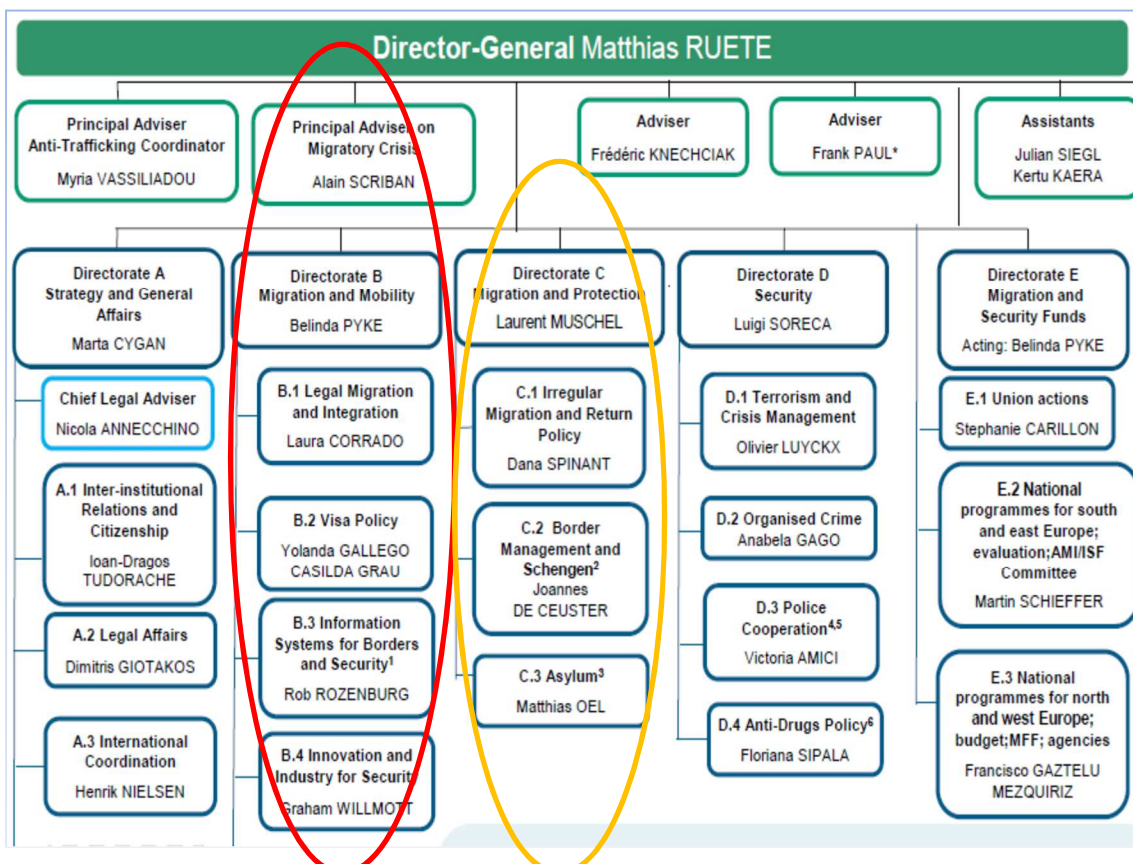 Director-General Matthias RUETE
Principal Adviser
Anti-Trafficking Coordinator
Myria VASSILIADOU
Principal Adviser on
Migratory Crisis
Alain SCRIBAN
Adviser
Frédéric KNECHCIAK
Adviser
Frank PAUL*
Assistants
Julian SIEGL
Kertu KAERA
Directorate A
Strategy and General
Affairs
Marta CYGAN
Chief Legal Adviser
Nicola ANNECCHINO
A.1 Inter-institutional
Relations and
Citizenship
Ioan-Dragos
TUDORACHE
A.2 Legal Affairs
Dimitris GIOTAKOS
A.3 International
Coordination
Henrik NIELSEN
Directorate B
Migration and Mobility
Belinda PYKE
B.1 Legal Migration
and Integration
Laura CORRADO
B.2 Visa Policy
Yolanda GALLEGO
CASILDA GRAU
B.3 Information
Systems for Borders
and Security¹
Rob ROZENBURG
B.4 Innovation and
Industry for Security
Graham WILLMOTT
Directorate C
Migration and Protection
Laurent MUSCHEL
C.1 Irregular
Migration and Return
Policy
Dana SPINANT
C.2 Border
Management and
Schengen²
Joannes
DE CEUSTER
C.3 Asylum³
Matthias OEL
Directorate D
Security
Luigi SORECA
D.1 Terrorism and
Crisis Management
Olivier LUYCKX
D.2 Organised Crime
Anabela GAGO
D.3 Police
Cooperation⁴,⁵
Victoria AMICI
D.4 Anti-Drugs Policy⁶
Floriana SIPALA
Directorate E
Migration and
Security Funds
Acting: Belinda PYKE
E.1 Union actions
Stephanie CARILLON
E.2 National
programmes for south
and east Europe;
evaluation;AMI/ISF
Committee
Martin SCHIEFFER
E.3 National
programmes for north
and west Europe;
budget;MFF; agencies
Francisco GAZTELU
MEZQUIRIZ